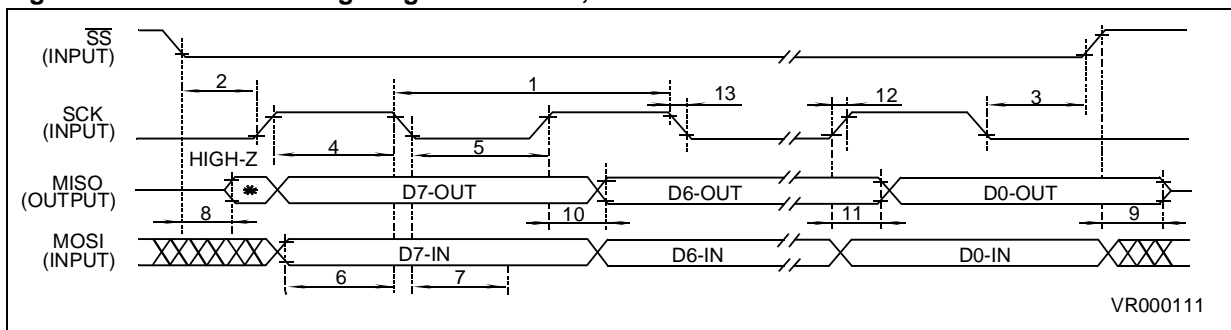 SS
(INPUT)
2
1
13
12
3
SCK
(INPUT)
4
5
HIGH-Z
MISO
(OUTPUT)
*
D7-OUT
D6-OUT
D0-OUT
8
10
11
9
MOSI
(INPUT)
D7-IN
D6-IN
D0-IN
6
7
VR000111